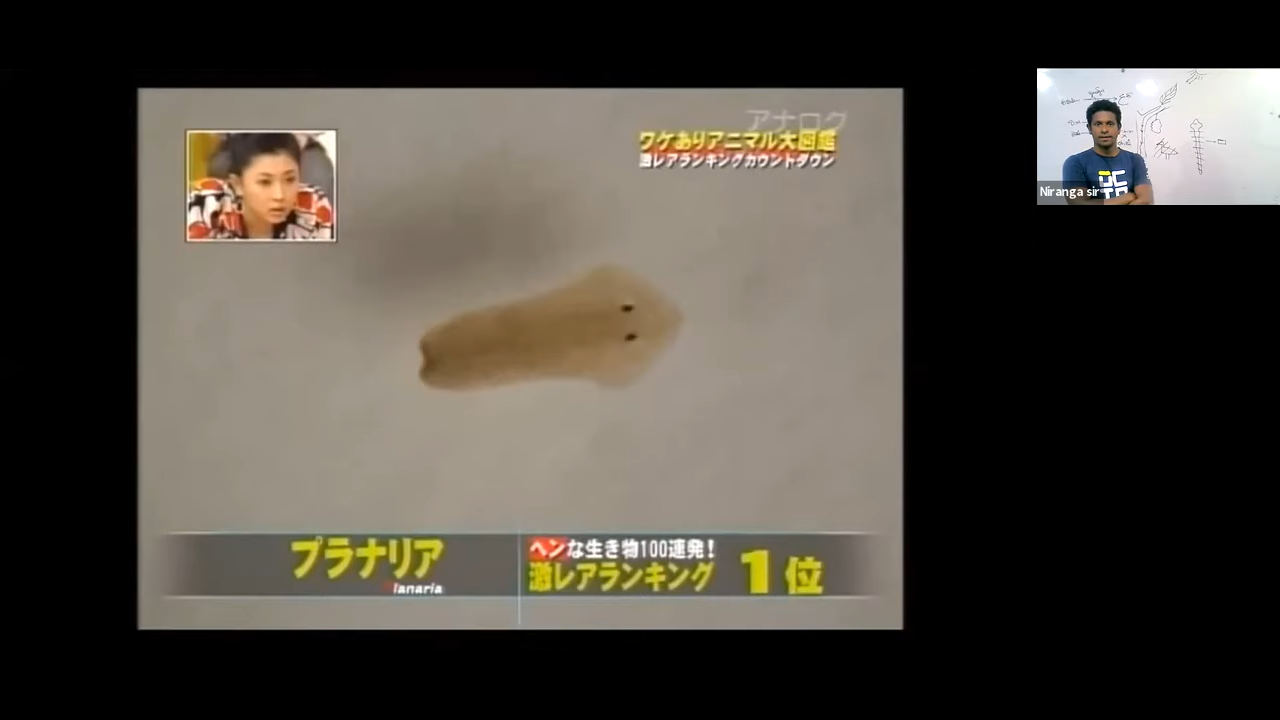 アナログ
ワケありアニマル大図鑑
激レアランキングカウントダウン
Niranga sir
プラナリア
Planaria
ヘンな生き物100連発!
激レアランキング
1位